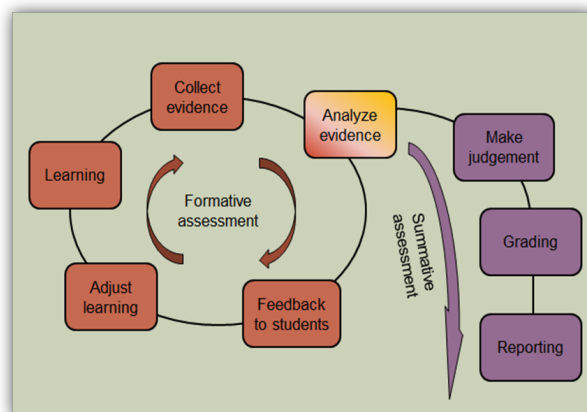 Collect
evidence
Analyze
evidence
Make
judgement
Learning
Formative
assessment
Summative
assessment
Grading
Adjust
learning
Feedback
to students
Reporting